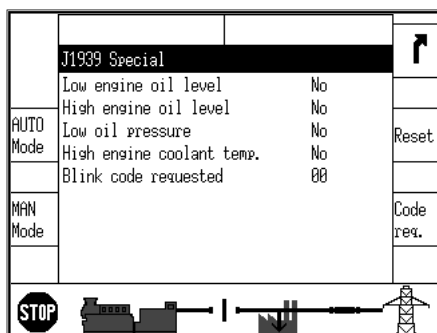 J1939 Special
Low engine oil level No
High engine oil level No
Low oil pressure No
High engine coolant temp. No
Blink code requested 00
AUTO Mode
Reset
MAN Mode
Code req.
STOP